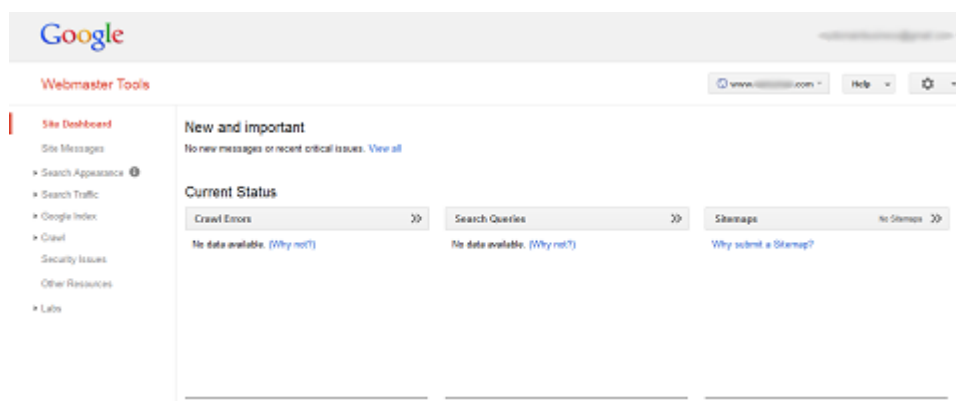 Google
Webmaster Tools
www. .com
Help
Site Dashboard
Site Messages
Search Appearance
Search Traffic
Google Index
Crawl
Security Issues
Other Resources
Labs
New and important
No new messages or recent critical issues. View all
Current Status
Crawl Errors
No data available. (Why not?)
Search Queries
No data available. (Why not?)
Sitemaps No Sitemaps
Why submit a Sitemap?